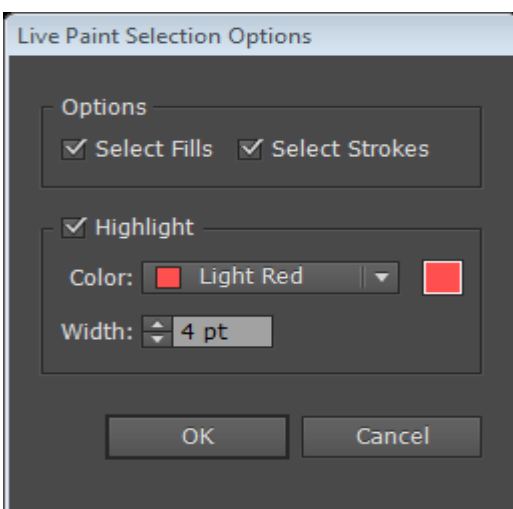 Live Paint Selection Options
Options
Select Fills Select Strokes
Highlight
Color: Light Red
Width: 4 pt
OK Cancel